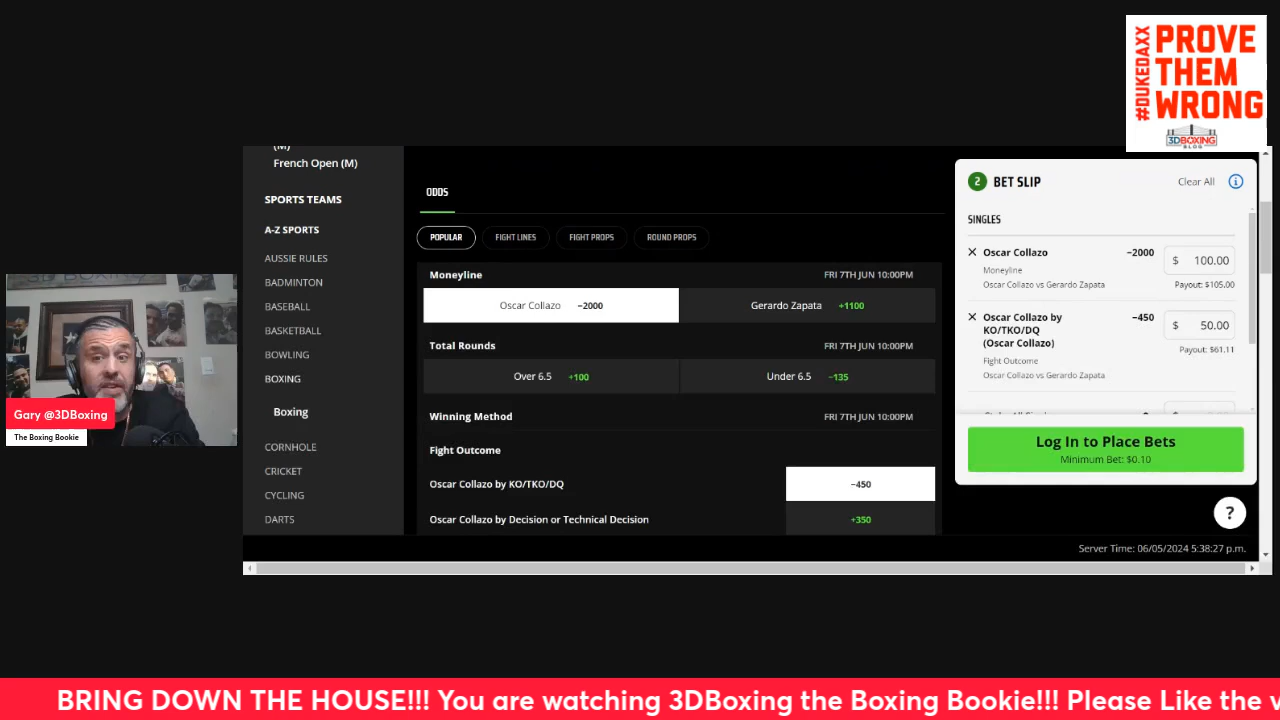 #DUKEDAXX
PROVE
THEM
WRONG
3DBOXING
BLOG
(M)
French Open (M)
SPORTS TEAMS
A-Z SPORTS
AUSSIE RULES
BADMINTON
BASEBALL
BASKETBALL
BOWLING
BOXING
Boxing
CORNHOLE
CRICKET
CYCLING
DARTS
ODDS
POPULAR FIGHT LINES FIGHT PROPS ROUND PROPS
Moneyline FRI 7TH JUN 10:00PM
Oscar Collazo −2000 Gerardo Zapata +1100
Total Rounds FRI 7TH JUN 10:00PM
Over 6.5 +100 Under 6.5 −135
Winning Method FRI 7TH JUN 10:00PM
Fight Outcome
Oscar Collazo by KO/TKO/DQ −450
Oscar Collazo by Decision or Technical Decision +350
2 BET SLIP Clear All i
SINGLES
Oscar Collazo −2000 $ 100.00
Moneyline
Oscar Collazo vs Gerardo Zapata Payout: $105.00
Oscar Collazo by −450 $ 50.00
KO/TKO/DQ
(Oscar Collazo) Payout: $61.11
Fight Outcome
Oscar Collazo vs Gerardo Zapata
Log In to Place Bets
Minimum Bet: $0.10
?
Server Time: 06/05/2024 5:38:27 p.m.
Gary @3DBoxing
The Boxing Bookie
BRING DOWN THE HOUSE!!! You are watching 3DBoxing the Boxing Bookie!!! Please Like the v